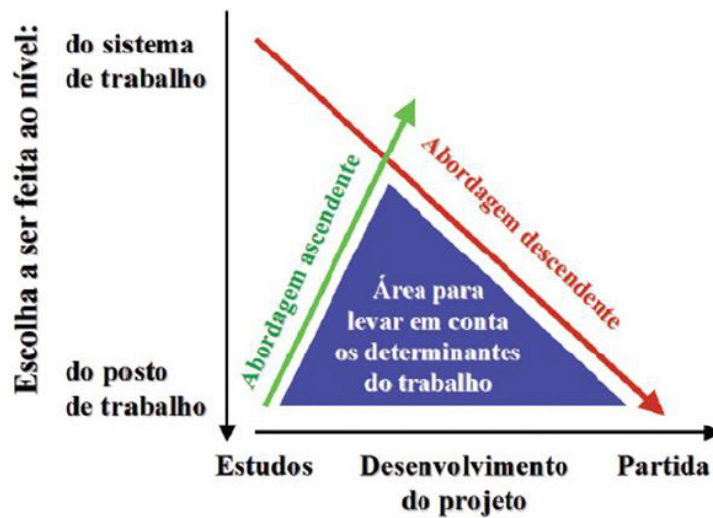 Escolha a ser feita ao nível:
do sistema
de trabalho
do posto
de trabalho
Abordagem ascendente
Abordagem descendente
Área para
levar em conta
os determinantes
do trabalho
Estudos
Desenvolvimento
do projeto
Partida